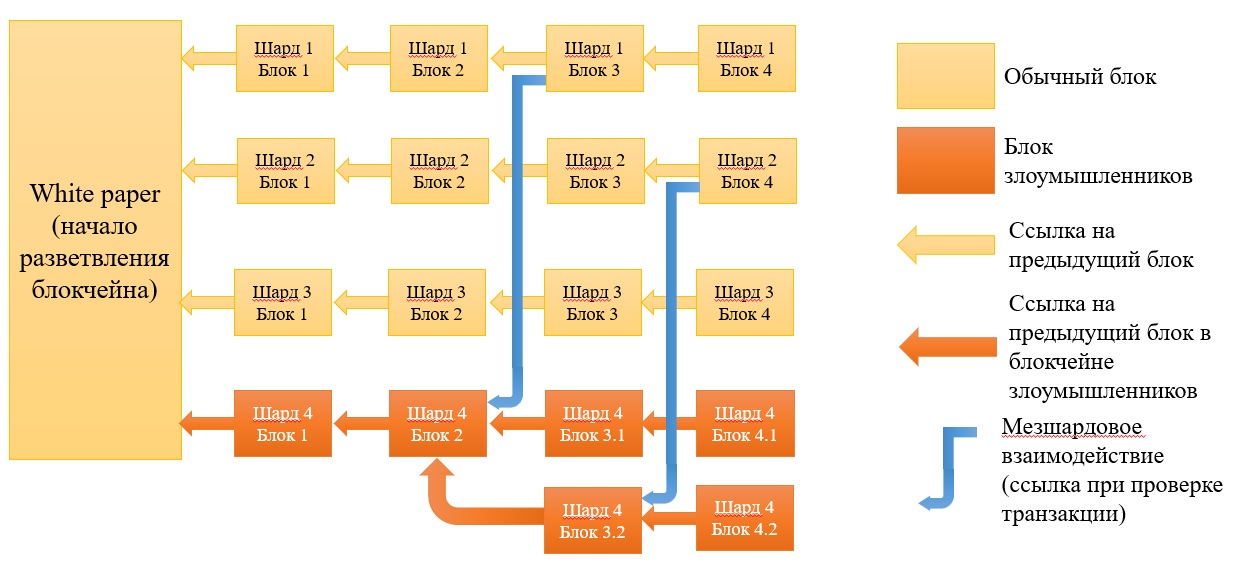 White paper
(начало
разветвления
блокчейна)
Шард 1
Блок 1
Шард 1
Блок 2
Шард 1
Блок 3
Шард 1
Блок 4
Шард 2
Блок 1
Шард 2
Блок 2
Шард 2
Блок 3
Шард 2
Блок 4
Шард 3
Блок 1
Шард 3
Блок 2
Шард 3
Блок 3
Шард 3
Блок 4
Шард 4
Блок 1
Шард 4
Блок 2
Шард 4
Блок 3.1
Шард 4
Блок 4.1
Шард 4
Блок 3.2
Шард 4
Блок 4.2
Обычный блок
Блок
злоумышленников
Ссылка на
предыдущий блок
Ссылка на
предыдущий блок в
блокчейне
злоумышленников
Мезшардовое
взаимодействие
(ссылка при проверке
транзакции)